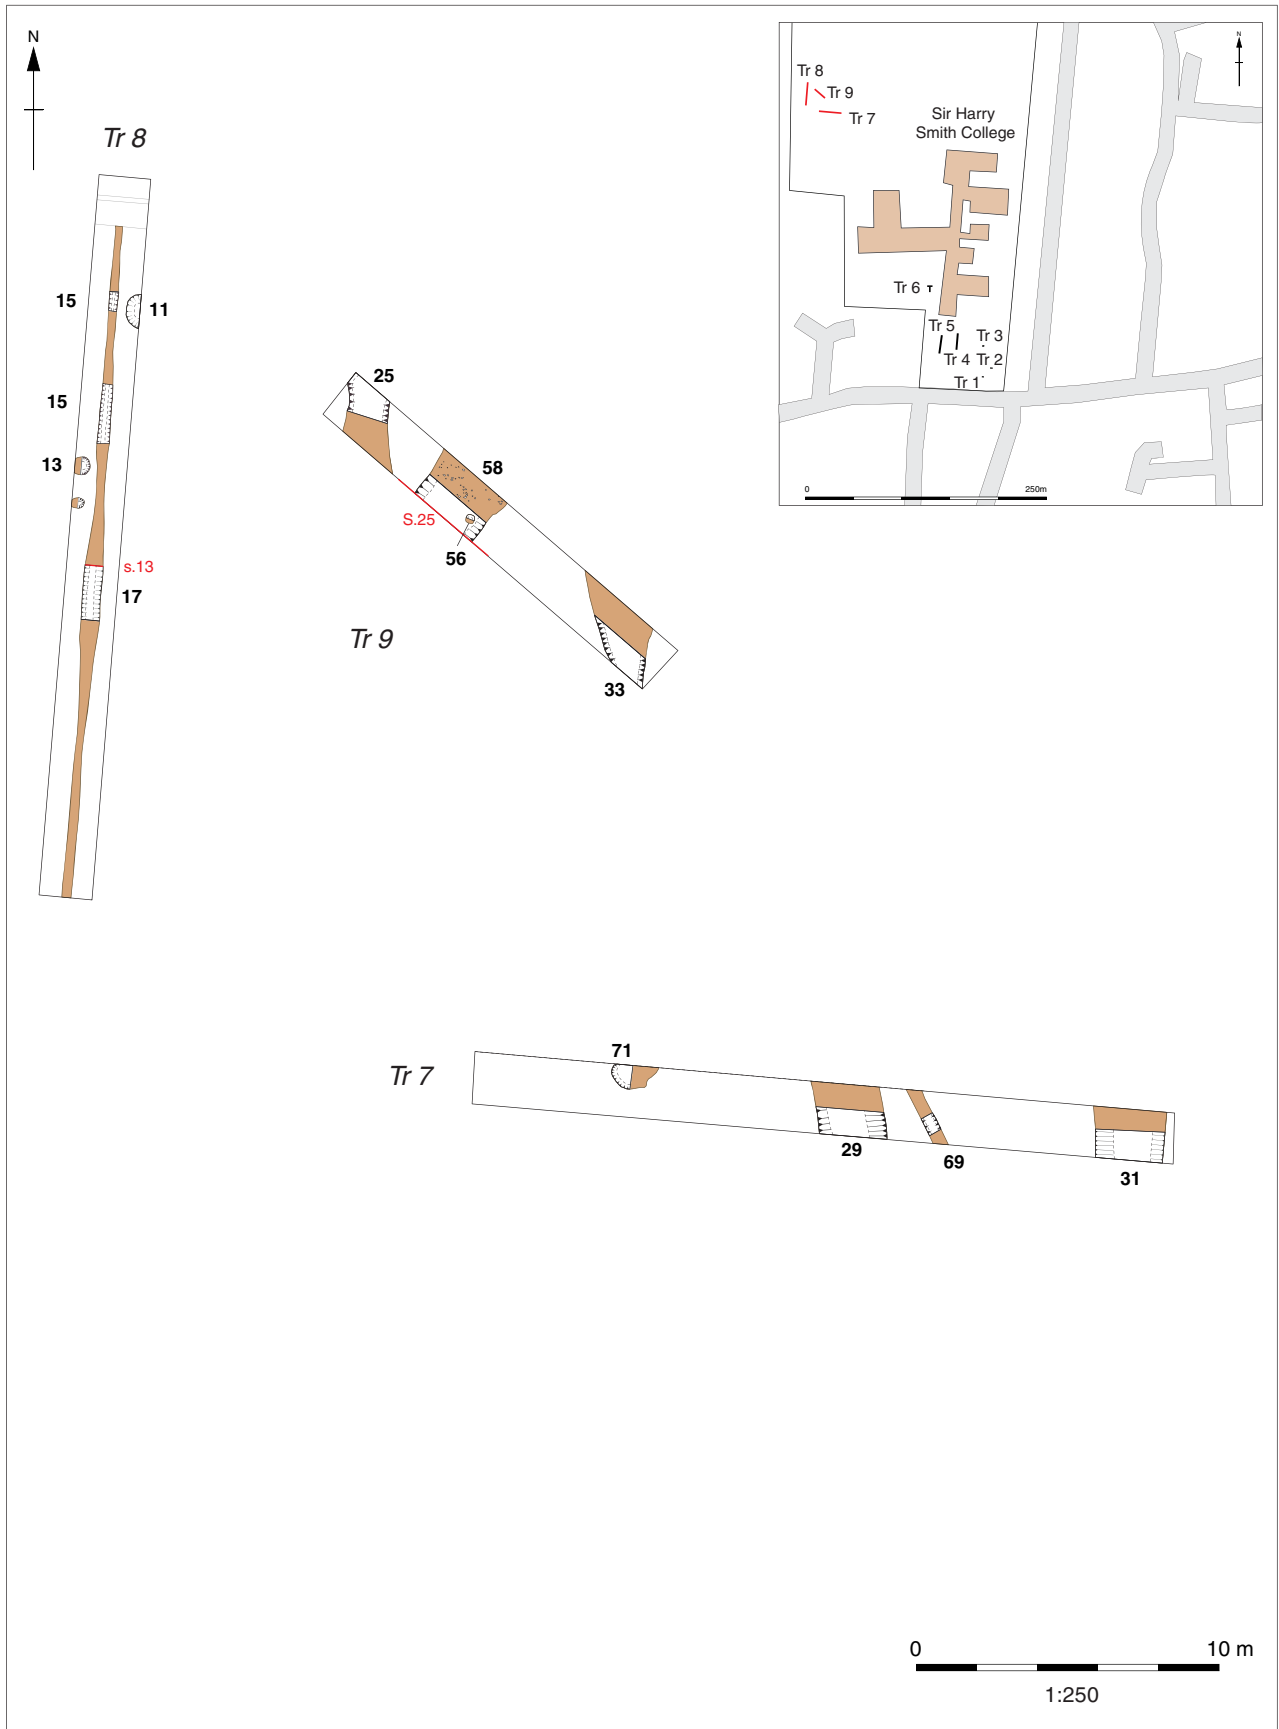 N
Tr 8
15
11
15
13
s.13
17
25
58
S.25
56
Tr 9
33
Tr 7
71
29
69
31
N
Tr 8
Tr 9
Tr 7
Sir Harry
Smith College
Tr 6
Tr 5
Tr 3
Tr 4
Tr 2
Tr 1
0
250m
0
10 m
1:250